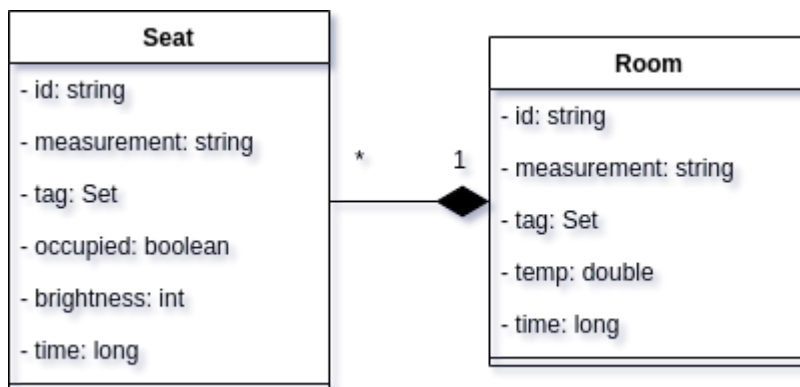 Seat
- id: string
- measurement: string
- tag: Set
- occupied: boolean
- brightness: int
- time: long
*
1
Room
- id: string
- measurement: string
- tag: Set
- temp: double
- time: long